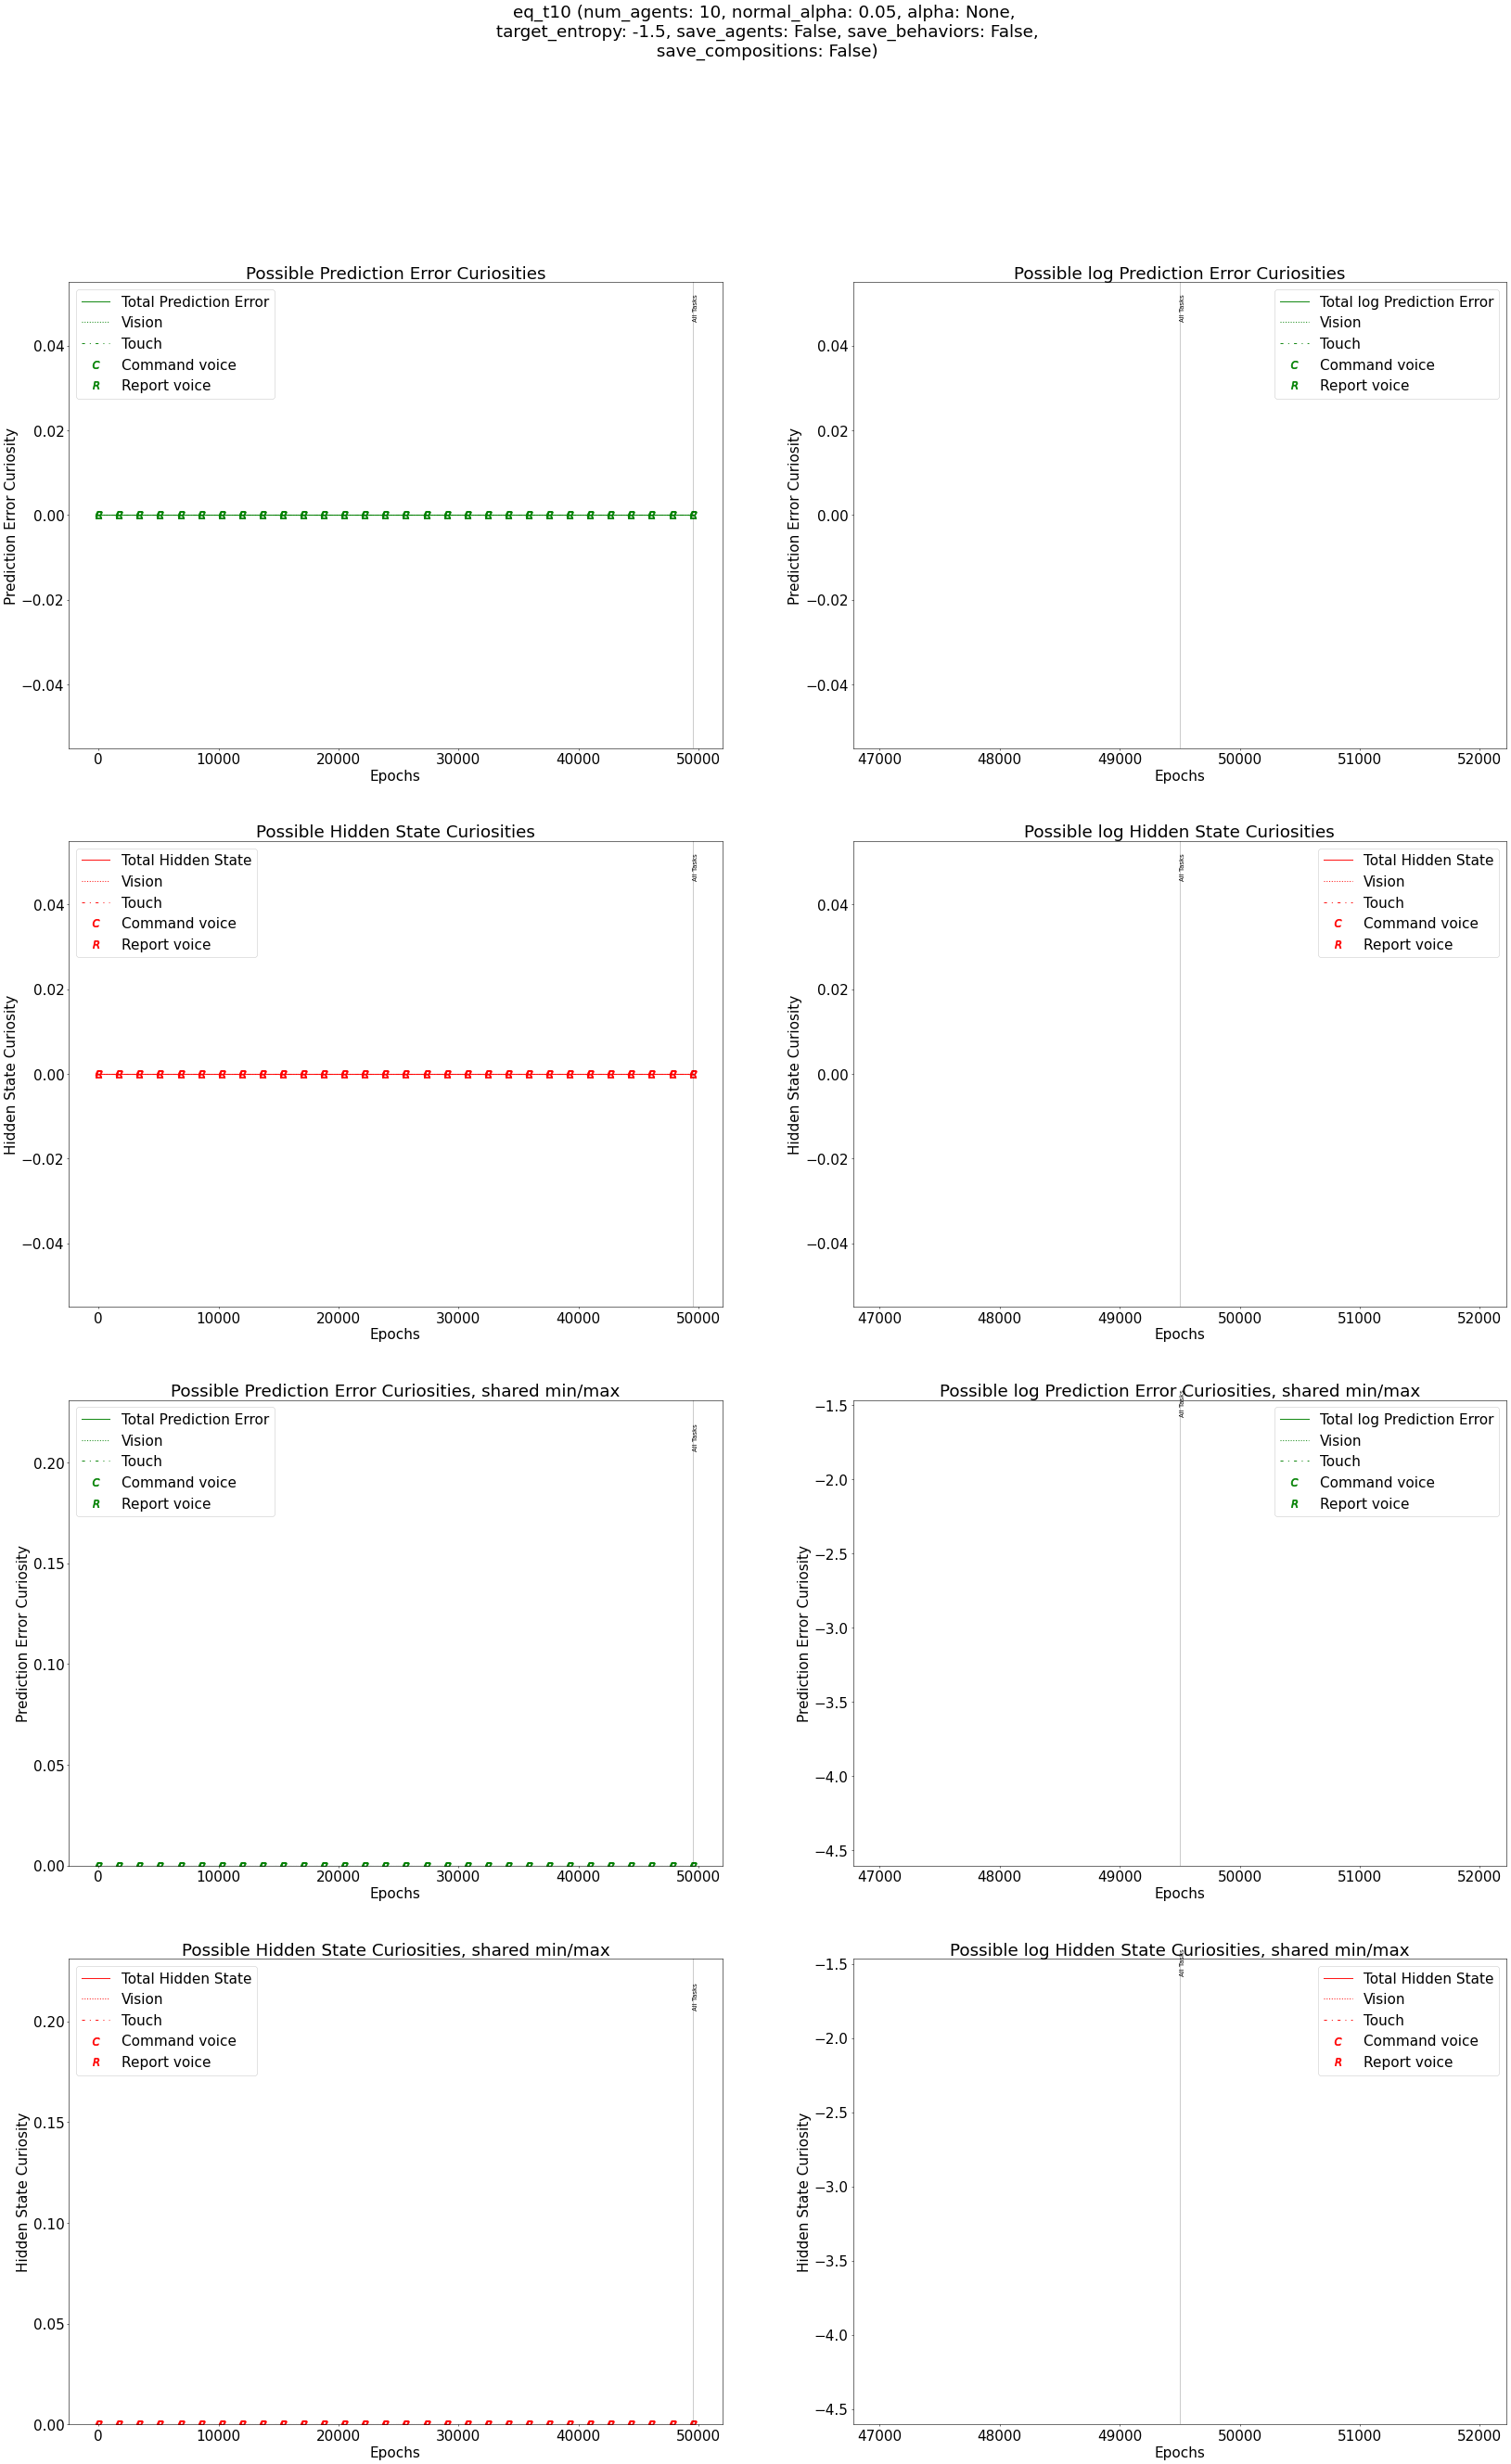 eq_t10 (num_agents: 10, normal_alpha: 0.05, alpha: None,
target_entropy: -1.5, save_agents: False, save_behaviors: False,
save_compositions: False)
Possible Prediction Error Curiosities
Total Prediction Error
Vision
Touch
C Command voice
R Report voice
All Tasks
Prediction Error Curiosity
0.04
0.02
0.00
−0.02
−0.04
0 10000 20000 30000 40000 50000
Epochs
Possible log Prediction Error Curiosities
Total log Prediction Error
Vision
Touch
C Command voice
R Report voice
All Tasks
Prediction Error Curiosity
0.04
0.02
0.00
−0.02
−0.04
47000 48000 49000 50000 51000 52000
Epochs
Possible Hidden State Curiosities
Total Hidden State
Vision
Touch
C Command voice
R Report voice
All Tasks
Hidden State Curiosity
0.04
0.02
0.00
−0.02
−0.04
0 10000 20000 30000 40000 50000
Epochs
Possible log Hidden State Curiosities
Total Hidden State
Vision
Touch
C Command voice
R Report voice
All Tasks
Hidden State Curiosity
0.04
0.02
0.00
−0.02
−0.04
47000 48000 49000 50000 51000 52000
Epochs
Possible Prediction Error Curiosities, shared min/max
Total Prediction Error
Vision
Touch
C Command voice
R Report voice
All Tasks
Prediction Error Curiosity
0.20
0.15
0.10
0.05
0.00
0 10000 20000 30000 40000 50000
Epochs
Possible log Prediction Error Curiosities, shared min/max
Total log Prediction Error
Vision
Touch
C Command voice
R Report voice
All Tasks
Prediction Error Curiosity
−1.5
−2.0
−2.5
−3.0
−3.5
−4.0
−4.5
47000 48000 49000 50000 51000 52000
Epochs
Possible Hidden State Curiosities, shared min/max
Total Hidden State
Vision
Touch
C Command voice
R Report voice
All Tasks
Hidden State Curiosity
0.20
0.15
0.10
0.05
0.00
0 10000 20000 30000 40000 50000
Epochs
Possible log Hidden State Curiosities, shared min/max
Total Hidden State
Vision
Touch
C Command voice
R Report voice
All Tasks
Hidden State Curiosity
−1.5
−2.0
−2.5
−3.0
−3.5
−4.0
−4.5
47000 48000 49000 50000 51000 52000
Epochs